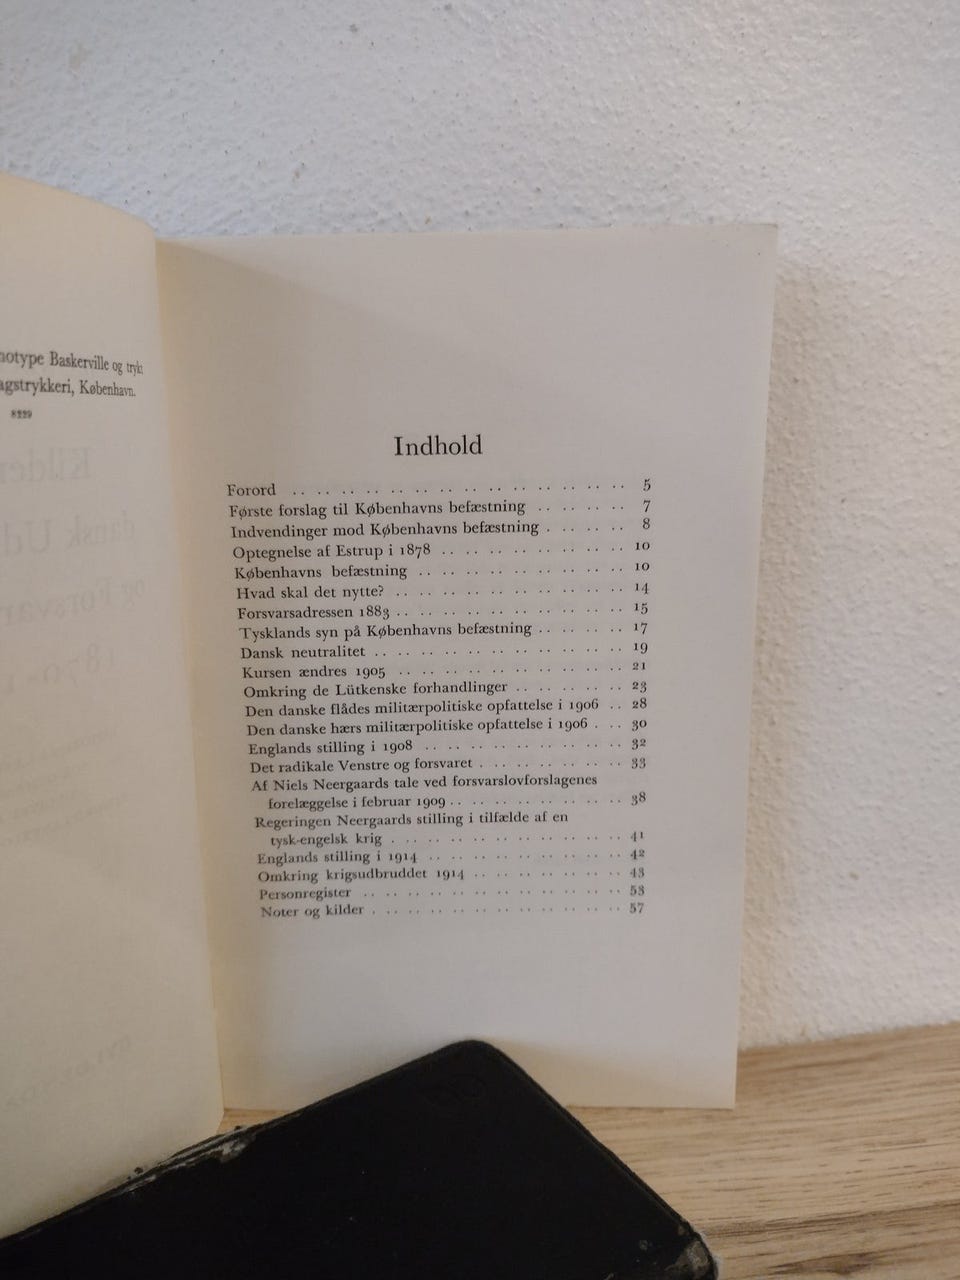 notype Baskerville og trykt
agstrykkeri, København.
8229
Indhold
Forord .. .. .. .. .. .. .. .. .. .. .. .. .. .. 5
Første forslag til Københavns befæstning .. .. .. .. 7
Indvendinger mod Københavns befæstning . .. .. .. 8
Optegnelse af Estrup i 1878 .. .. .. .. .. .. .. .. 10
Københavns befæstning .. .. .. .. .. .. .. .. .. 10
Hvad skal det nytte? .. .. .. .. .. .. .. .. .. .. 14
Forsvarsadressen 1883 .. .. .. .. .. .. .. .. .. .. 15
Tysklands syn på Københavns befæstning .. .. .. .. 17
Dansk neutralitet .. .. .. .. .. .. .. .. .. .. .. 19
Kursen ændres 1905 .. .. .. .. .. .. .. .. .. .. 21
Omkring de Lütkenske forhandlinger .. .. .. .. .. 23
Den danske flådes militærpolitiske opfattelse i 1906 .. 28
Den danske hærs militærpolitiske opfattelse i 1906 . .. 30
Englands stilling i 1908 .. .. .. .. .. .. .. .. .. 32
Det radikale Venstre og forsvaret . .. .. .. .. .. .. 33
Af Niels Neergaards tale ved forsvarslovforslagenes
forelæggelse i februar 1909 .. .. .. .. .. .. .. .. 38
Regeringen Neergaards stilling i tilfælde af en
tysk-engelsk krig . .. .. .. .. .. .. .. .. .. .. 41
Englands stilling i 1914 .. .. .. .. .. .. .. .. .. 42
Omkring krigsudbruddet 1914 .. .. .. .. .. .. .. 43
Personregister .. .. .. .. .. .. .. .. .. .. .. .. 53
Noter og kilder . .. .. .. .. .. .. .. .. .. .. .. 57